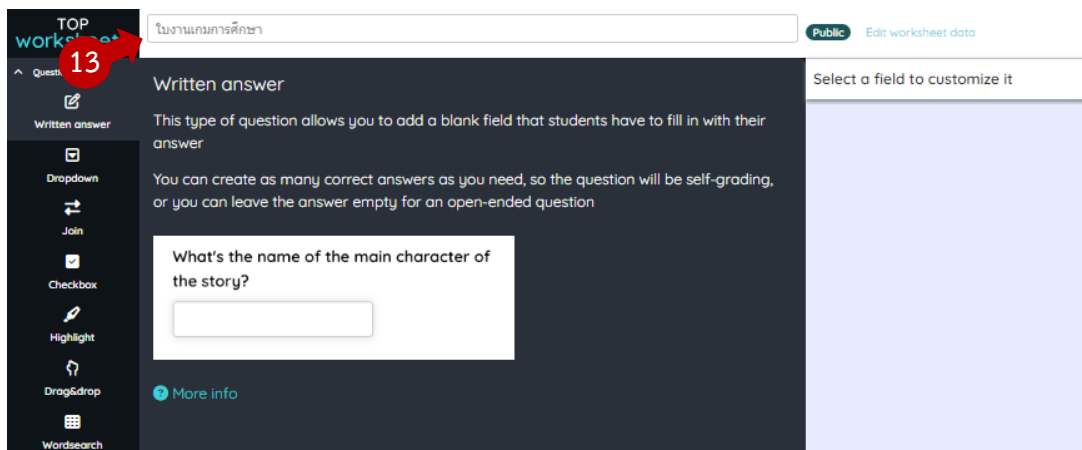 TOP
worksheet
13
ใบงานเกมการศึกษา
Public
Edit worksheet data
Written answer
Dropdown
Join
Checkbox
Highlight
Drag&drop
Wordsearch
Written answer
This type of question allows you to add a blank field that students have to fill in with their
answer
You can create as many correct answers as you need, so the question will be self-grading,
or you can leave the answer empty for an open-ended question
What's the name of the main character of
the story?
More info
Select a field to customize it